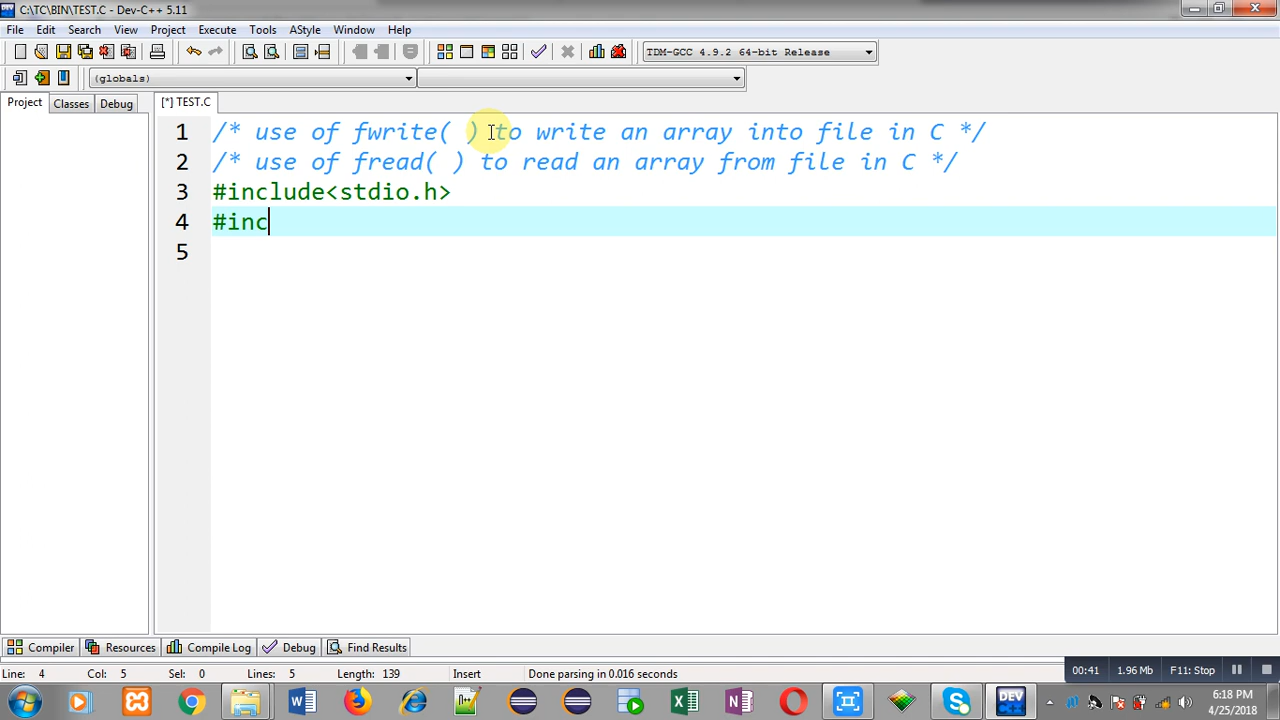 C:\TC\BIN\TEST.C - Dev-C++ 5.11
File Edit Search View Project Execute Tools AStyle Window Help
TDM-GCC 4.9.2 64-bit Release
(globals)
Project Classes Debug [*] TEST.C
1 /* use of fwrite( ) to write an array into file in C */
2 /* use of fread( ) to read an array from file in C */
3 #include<stdio.h>
4 #inc
5
Compiler Resources Compile Log Debug Find Results
Line: 4 Col: 5 Sel: 0 Lines: 5 Length: 139 Insert Done parsing in 0.016 seconds
00:41 1.96 Mb F11: Stop
DEV C++
6:18 PM
4/25/2018